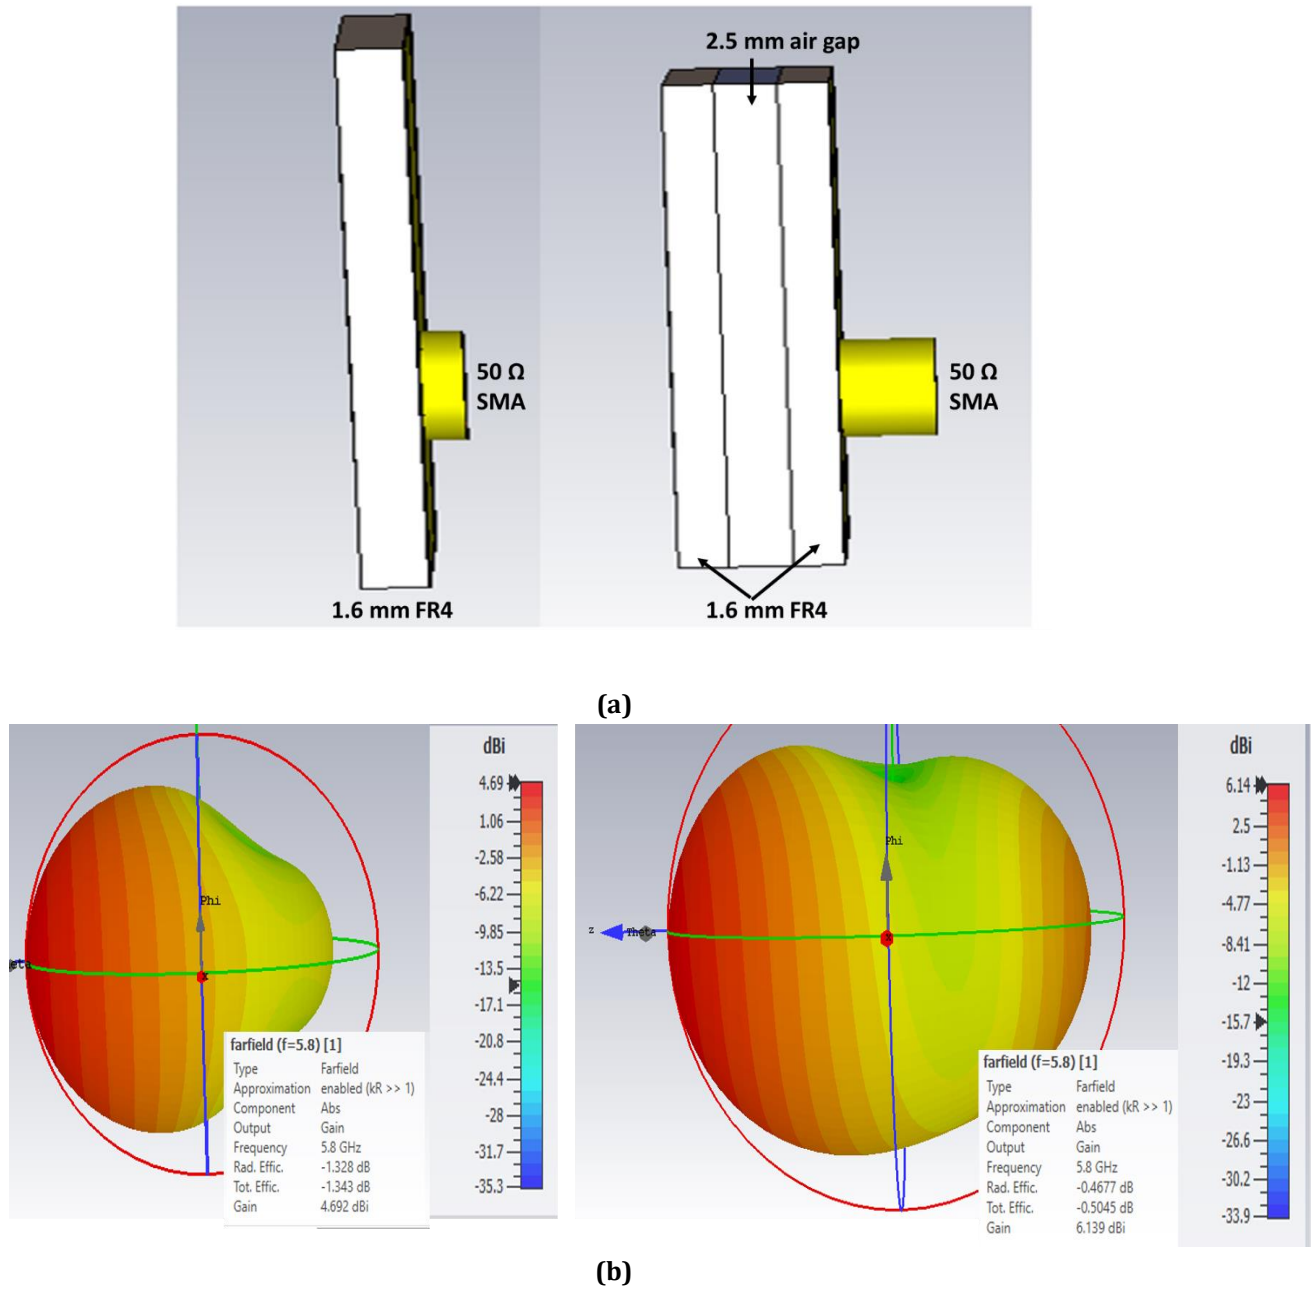 2.5 mm air gap
50 Ω
SMA
50 Ω
SMA
1.6 mm FR4
1.6 mm FR4
(a)
dBi
4.69
1.06
-2.58
-6.22
-9.85
-13.5
-17.1
-20.8
-24.4
-28
-31.7
-35.3
Phi
x
farfield (f=5.8) [1]
Type Farfield
Approximation enabled (kR >> 1)
Component Abs
Output Gain
Frequency 5.8 GHz
Rad. Effic. -1.328 dB
Tot. Effic. -1.343 dB
Gain 4.692 dBi
dBi
6.14
2.5
-1.13
-4.77
-8.41
-12
-15.7
-19.3
-23
-26.6
-30.2
-33.9
Phi
z
Theta
x
farfield (f=5.8) [1]
Type Farfield
Approximation enabled (kR >> 1)
Component Abs
Output Gain
Frequency 5.8 GHz
Rad. Effic. -0.4677 dB
Tot. Effic. -0.5045 dB
Gain 6.139 dBi
(b)